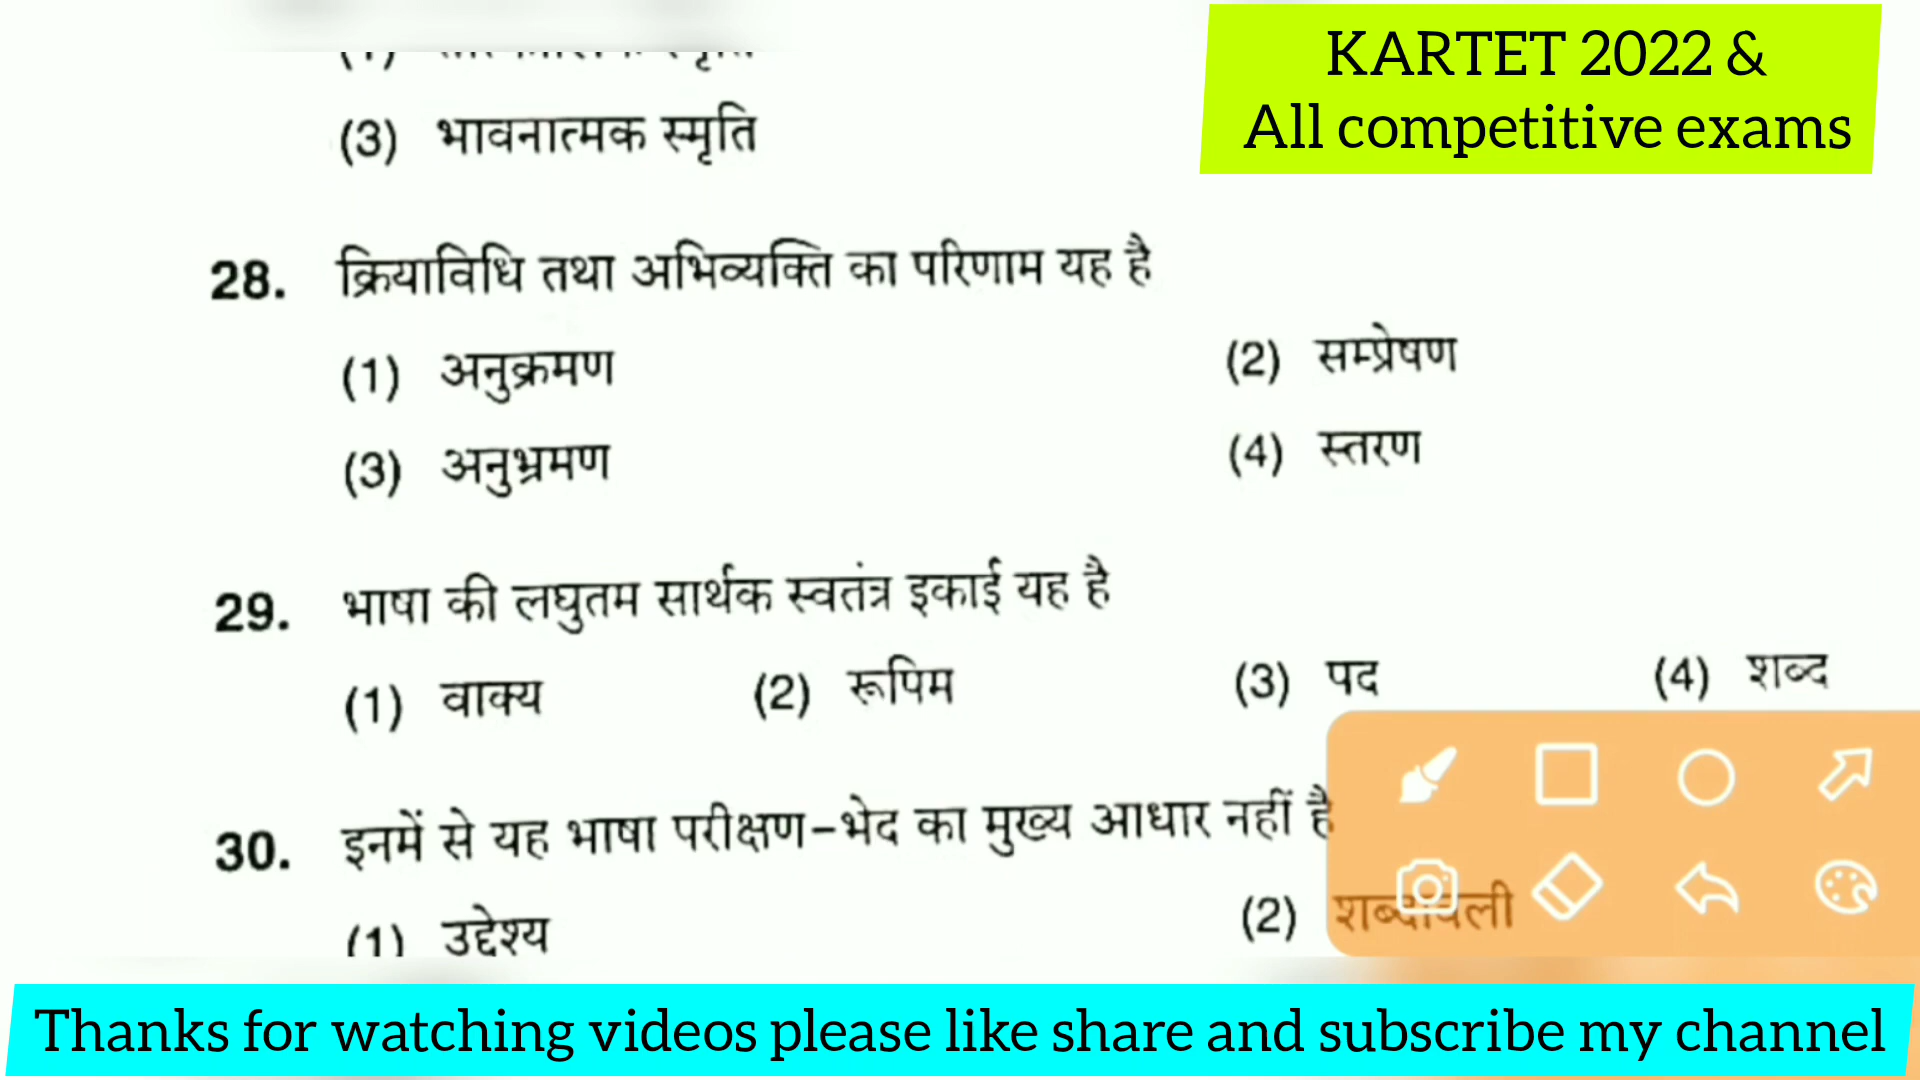 KARTET 2022 &
All competitive exams
(3) भावनात्मक स्मृति
28. क्रियाविधि तथा अभिव्यक्ति का परिणाम यह है
(1) अनुक्रमण (2) सम्प्रेषण
(3) अनुभ्रमण (4) स्तरण
29. भाषा की लघुतम सार्थक स्वतंत्र इकाई यह है
(1) वाक्य (2) रूपिम (3) पद (4) शब्द
30. इनमें से यह भाषा परीक्षण-भेद का मुख्य आधार नहीं है
(1) उद्देश्य (2) शब्दावली
Thanks for watching videos please like share and subscribe my channel